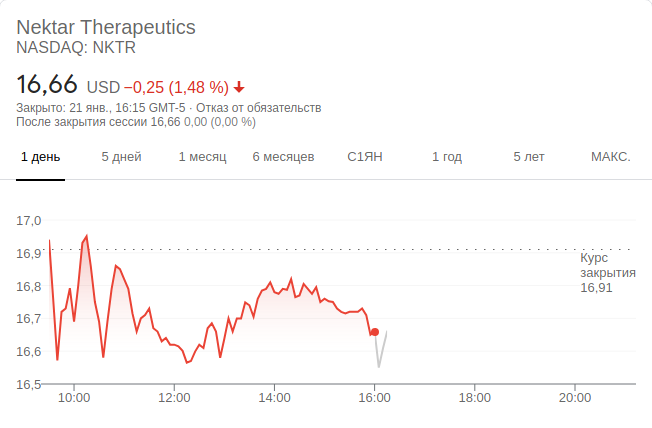 Nektar Therapeutics
NASDAQ: NKTR
16,66 USD −0,25 (1,48 %)
Закрыто: 21 янв., 16:15 GMT-5 · Отказ от обязательств
После закрытия сессии 16,66 0,00 (0,00 %)
1 день 5 дней 1 месяц 6 месяцев С1ЯН 1 год 5 лет МАКС.
17,0
16,9
Курс
закрытия
16,91
16,8
16,7
16,6
16,5
10:00 12:00 14:00 16:00 18:00 20:00